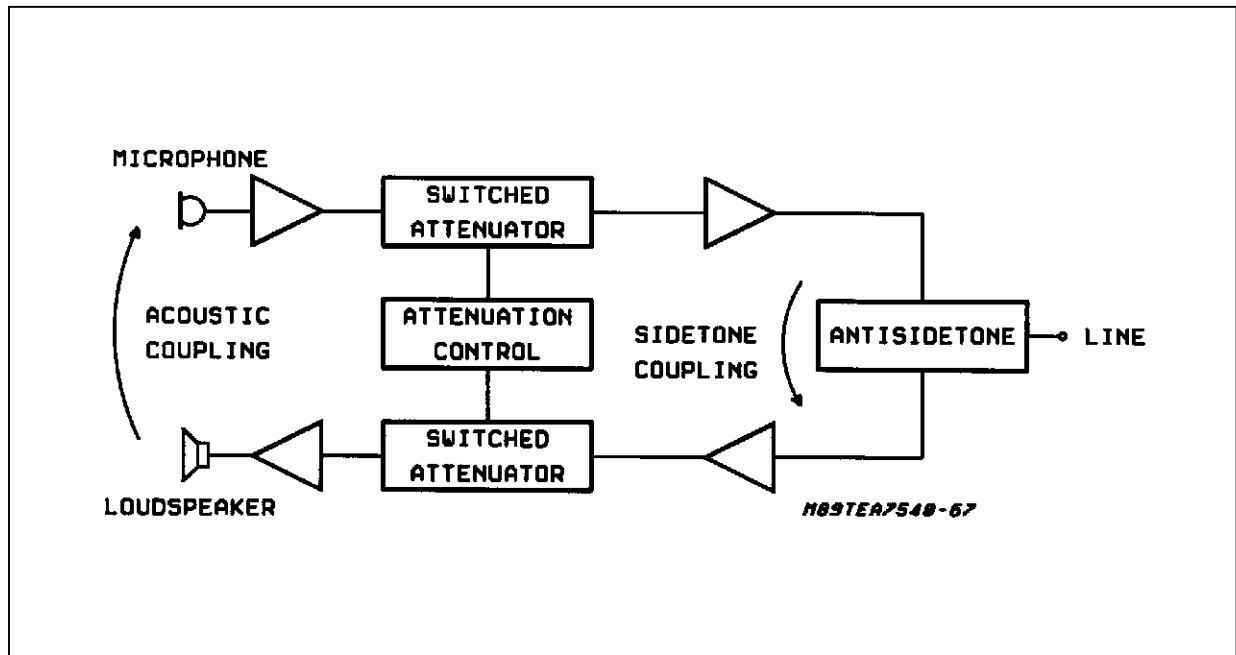 MICROPHONE
SWITCHED
ATTENUATOR
ACOUSTIC
COUPLING
ATTENUATION
CONTROL
SIDETONE
COUPLING
ANTISIDETONE
LINE
SWITCHED
ATTENUATOR
LOUDSPEAKER
M89TEA7540-67